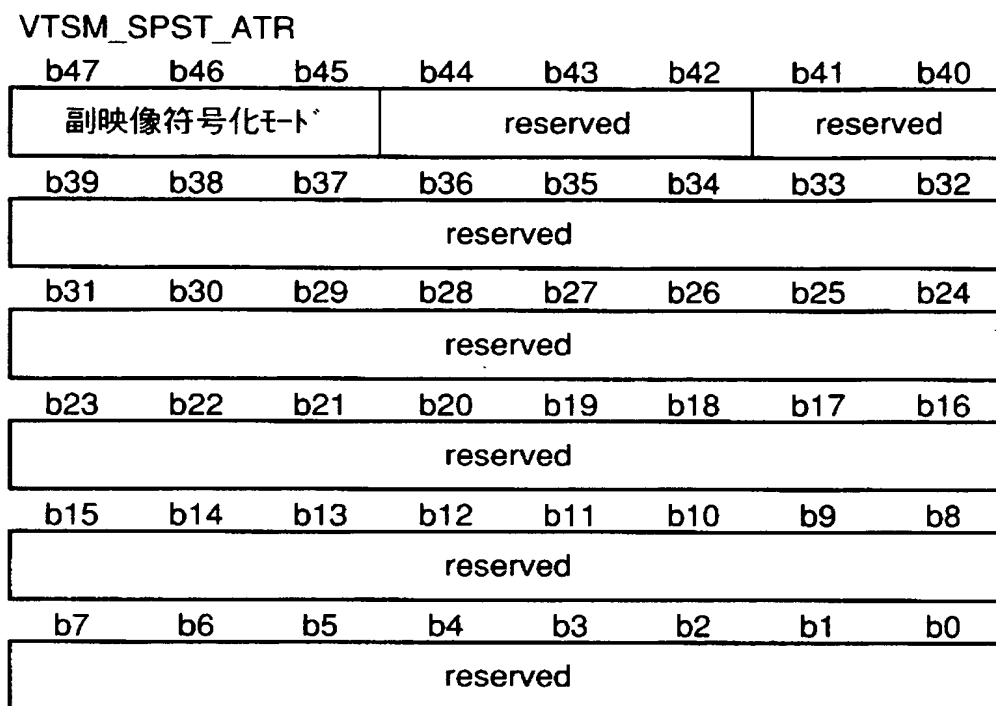 VTSM_SPST_ATR
b47 b46 b45 b44 b43 b42 b41 b40
副映像符号化ﾓｰﾄﾞ reserved reserved
b39 b38 b37 b36 b35 b34 b33 b32
reserved
b31 b30 b29 b28 b27 b26 b25 b24
reserved
b23 b22 b21 b20 b19 b18 b17 b16
reserved
b15 b14 b13 b12 b11 b10 b9 b8
reserved
b7 b6 b5 b4 b3 b2 b1 b0
reserved